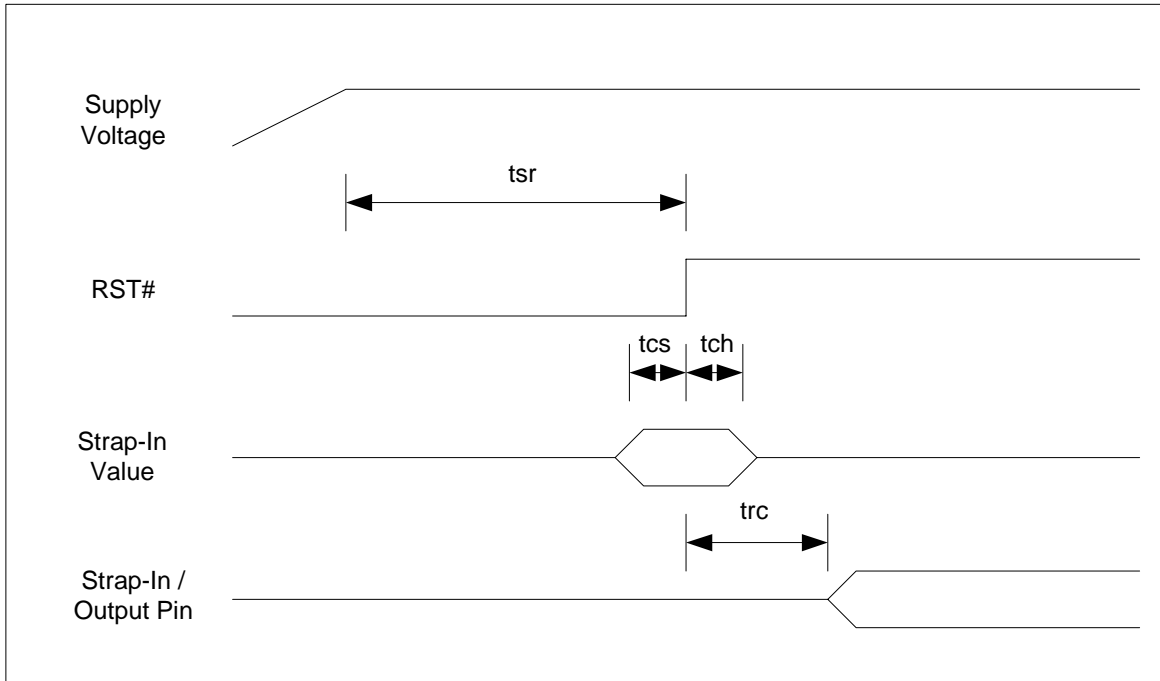 Supply
Voltage
tsr
RST#
tcs
tch
Strap-In
Value
trc
Strap-In /
Output Pin